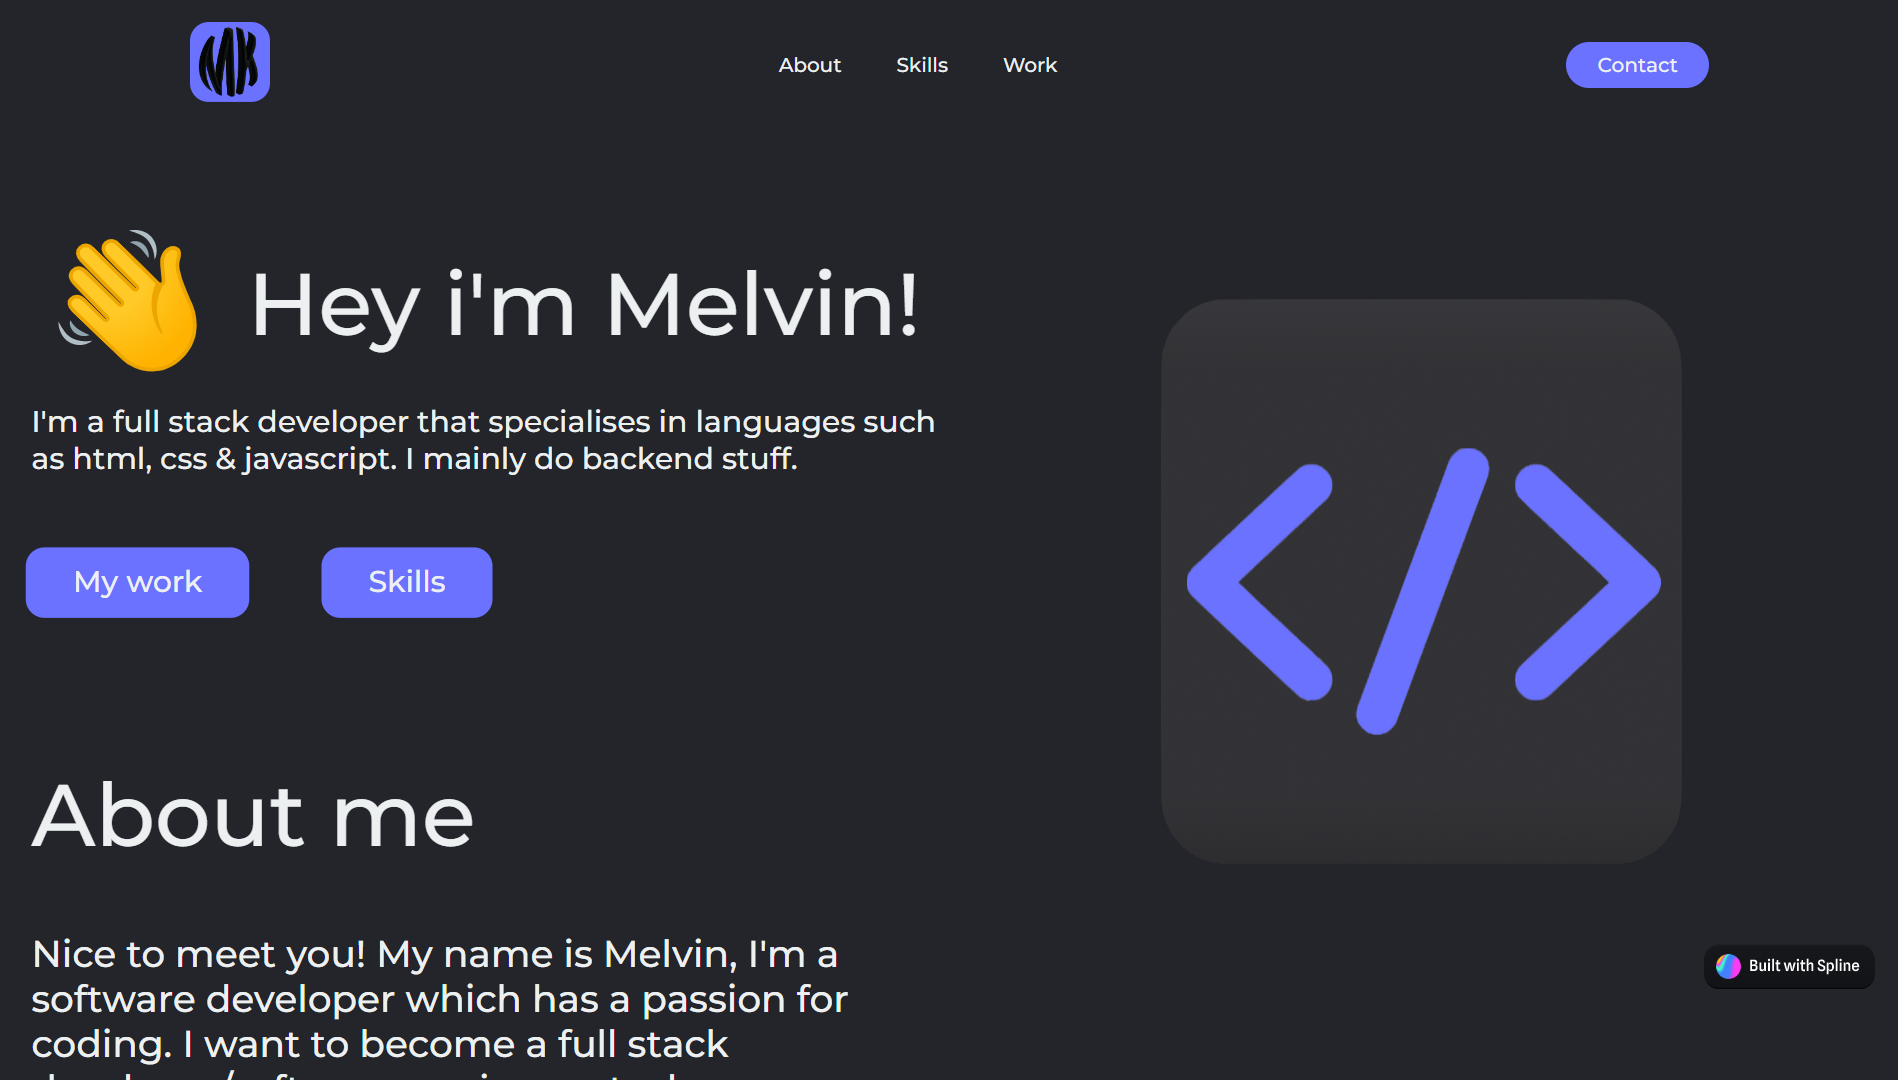 MK
About Skills Work
Contact
Hey i'm Melvin!
I'm a full stack developer that specialises in languages such
as html, css & javascript. I mainly do backend stuff.
My work
Skills
</>
About me
Nice to meet you! My name is Melvin, I'm a
software developer which has a passion for
coding. I want to become a full stack
Built with Spline